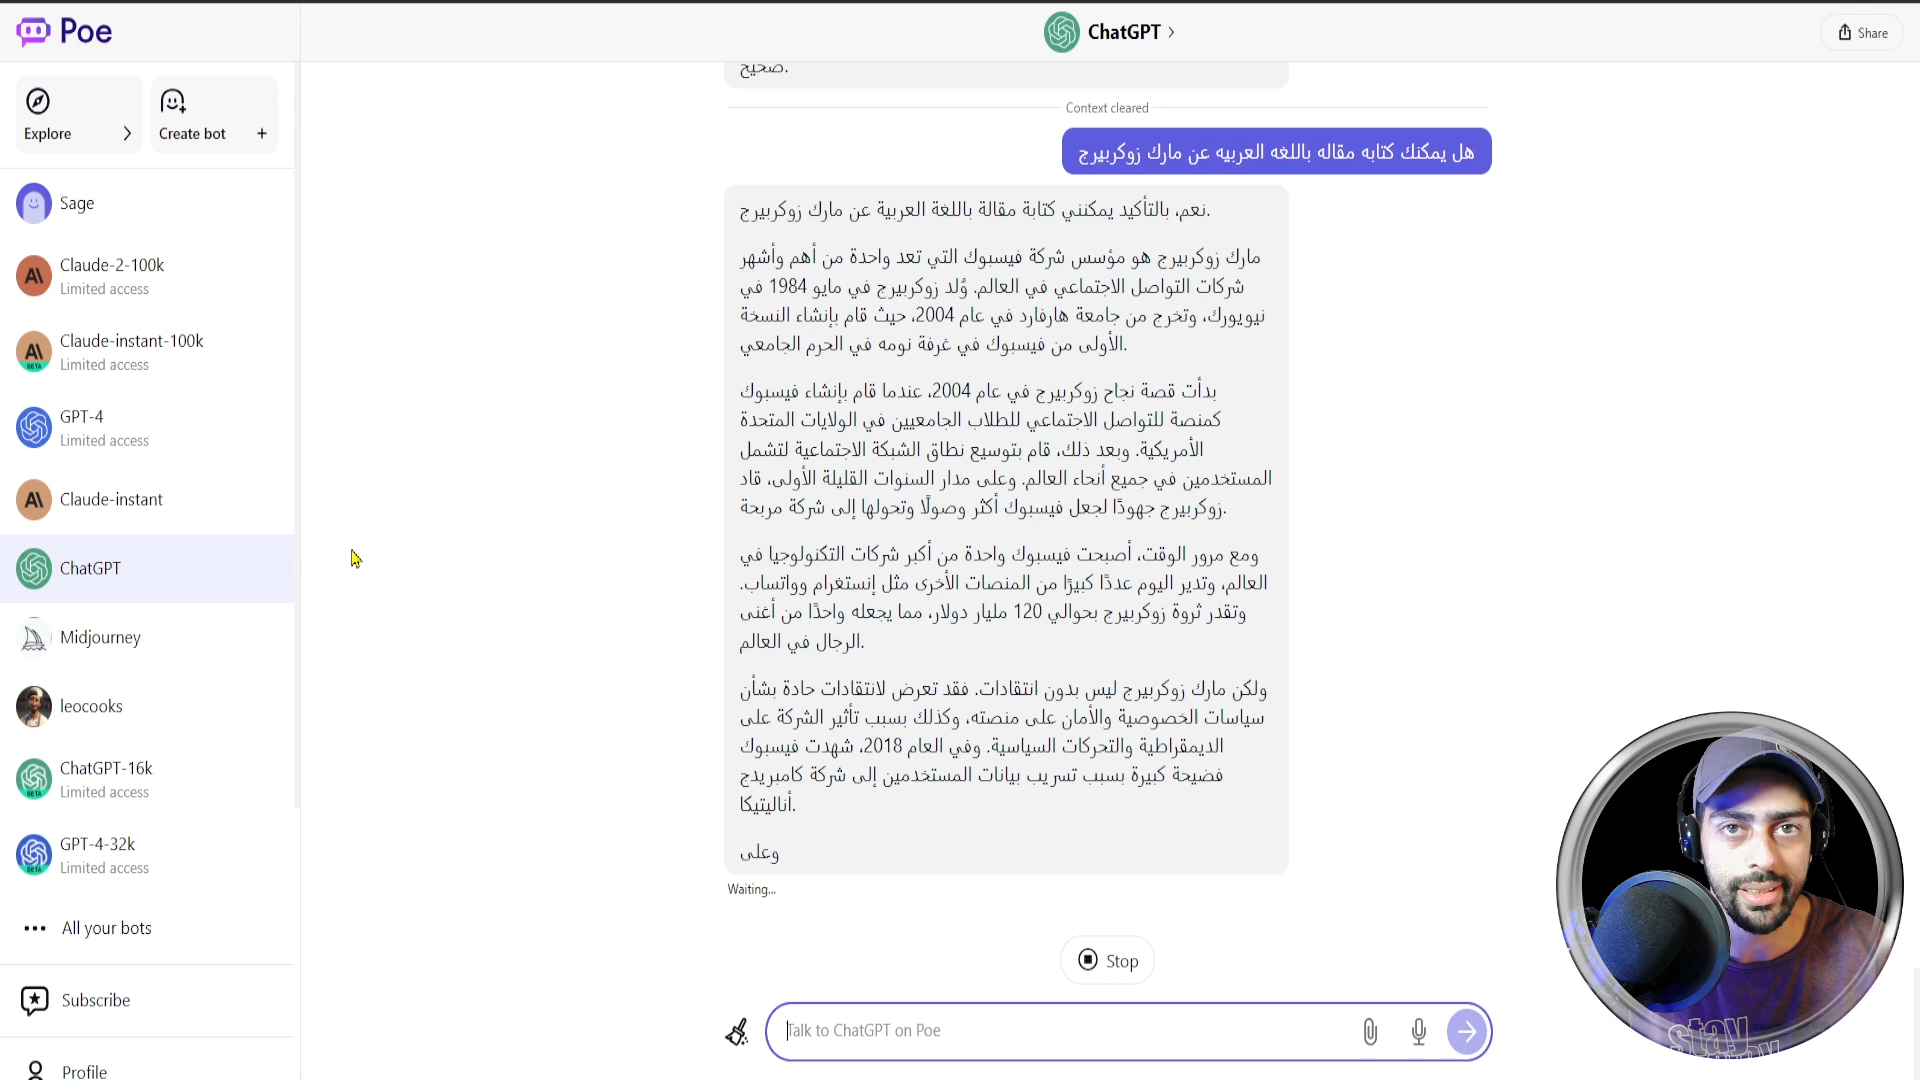 Poe
ChatGPT
Share
Explore
Create bot
Sage
Claude-2-100k
Limited access
Claude-instant-100k
Limited access
BETA
GPT-4
Limited access
Claude-instant
ChatGPT
Midjourney
leocooks
ChatGPT-16k
Limited access
BETA
GPT-4-32k
Limited access
BETA
All your bots
Subscribe
Profile
صحيح.
Context cleared
هل يمكنك كتابه مقاله باللغه العربيه عن مارك زوكربيرج
نعم، بالتأكيد يمكنني كتابة مقالة باللغة العربية عن مارك زوكربيرج.
مارك زوكربيرج هو مؤسس شركة فيسبوك التي تعد واحدة من أهم وأشهر
شركات التواصل الاجتماعي في العالم. وُلد زوكربيرج في مايو 1984 في
نيويورك، وتخرج من جامعة هارفارد في عام 2004، حيث قام بإنشاء النسخة
الأولى من فيسبوك في غرفة نومه في الحرم الجامعي.
بدأت قصة نجاح زوكربيرج في عام 2004، عندما قام بإنشاء فيسبوك
كمنصة للتواصل الاجتماعي للطلاب الجامعيين في الولايات المتحدة
الأمريكية. وبعد ذلك، قام بتوسيع نطاق الشبكة الاجتماعية لتشمل
المستخدمين في جميع أنحاء العالم. وعلى مدار السنوات القليلة الأولى، قاد
زوكربيرج جهودًا لجعل فيسبوك أكثر وصولًا وتحولها إلى شركة مربحة.
ومع مرور الوقت، أصبحت فيسبوك واحدة من أكبر شركات التكنولوجيا في
العالم، وتدير اليوم عددًا كبيرًا من المنصات الأخرى مثل إنستغرام وواتساب.
وتقدر ثروة زوكربيرج بحوالي 120 مليار دولار، مما يجعله واحدًا من أغنى
الرجال في العالم.
ولكن مارك زوكربيرج ليس بدون انتقادات. فقد تعرض لانتقادات حادة بشأن
سياسات الخصوصية والأمان على منصته، وكذلك بسبب تأثير الشركة على
الديمقراطية والتحركات السياسية. وفي العام 2018، شهدت فيسبوك
فضيحة كبيرة بسبب تسريب بيانات المستخدمين إلى شركة كامبريدج
أناليتيكا.
وعلى
Waiting...
Stop
Talk to ChatGPT on Poe
stay